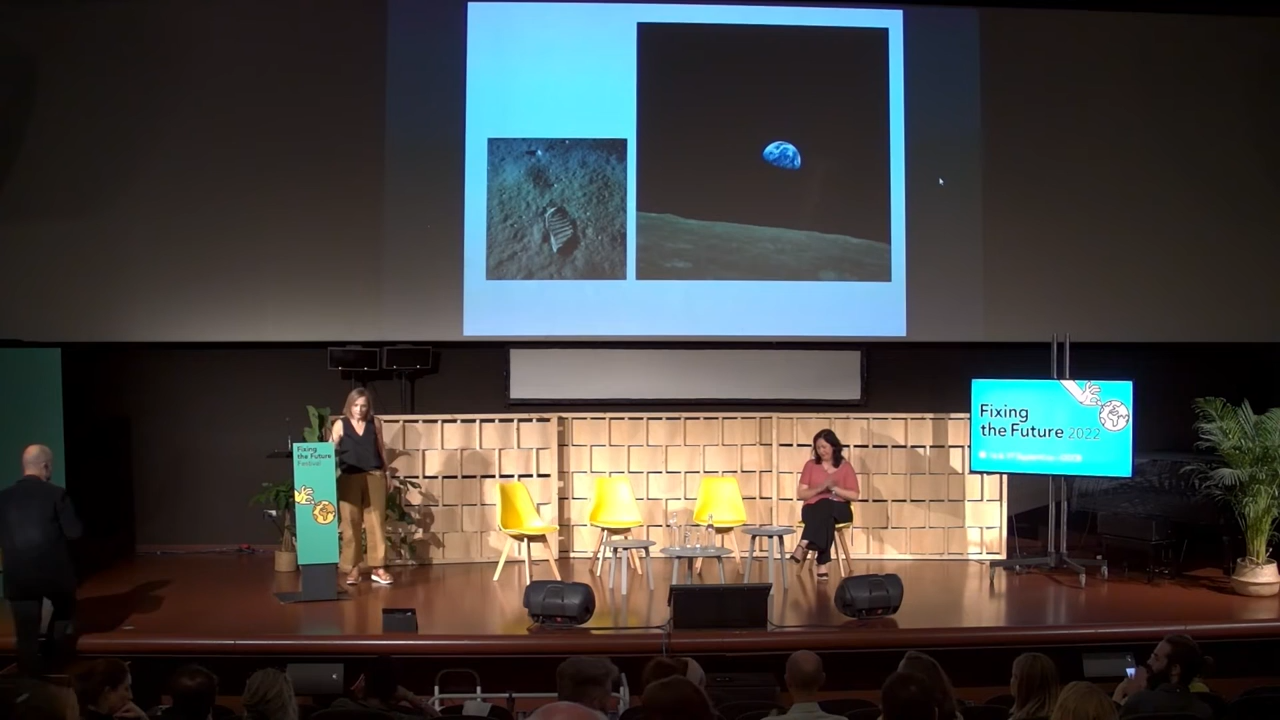 Fixing
the Future
Festival
Fixing
the Future 2022